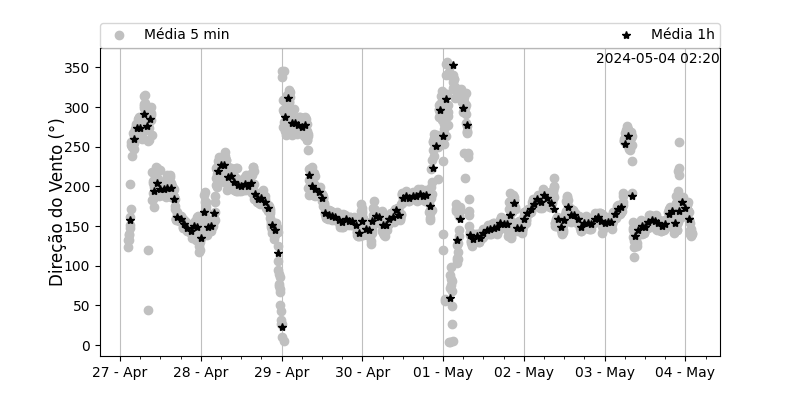 Média 5 min
Média 1h
2024-05-04 02:20
350
300
250
200
150
100
50
0
Direção do Vento (°)
27 - Apr
28 - Apr
29 - Apr
30 - Apr
01 - May
02 - May
03 - May
04 - May